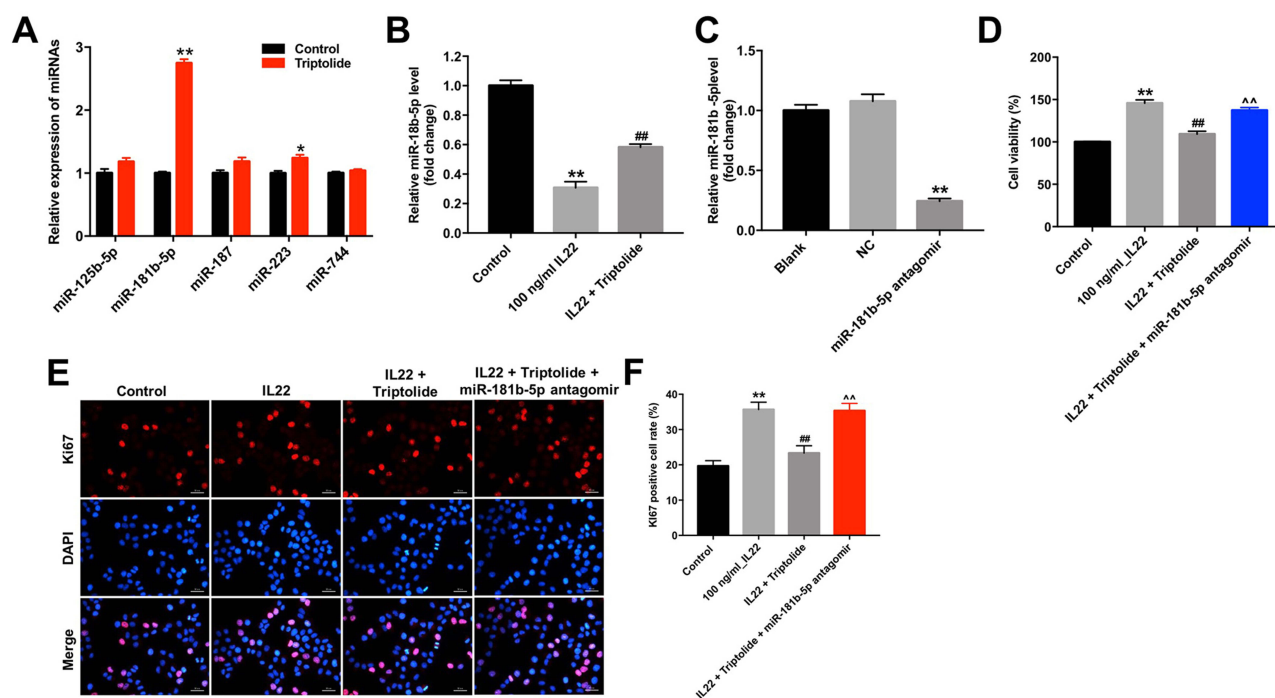 A
Relative expression of miRNAs
3
2
1
0
**
*
Control
Triptolide
miR-125b-5p
miR-181b-5p
miR-187
miR-223
miR-744
B
Relative miR-18b-5p level
(fold change)
1.2
1.0
0.8
0.6
0.4
0.2
0.0
**
##
Control
100 ng/ml IL22
IL22 + Triptolide
C
Relative miR-181b -5plevel
(fold change)
1.5
1.0
0.5
0.0
**
Blank
NC
miR-181b-5p antagomir
D
Cell viability (%)
200
150
100
50
0
**
##
^^
Control
100 ng/ml_IL22
IL22 + Triptolide
IL22 + Triptolide + miR-181b-5p antagomir
E
Control
IL22
IL22 +
Triptolide
IL22 + Triptolide +
miR-181b-5p antagomir
Ki67
DAPI
Merge
F
KI67 positive cell rate (%)
40
30
20
10
0
**
##
^^
Control
100 ng/ml_IL22
IL22 + Triptolide
IL22 + Triptolide + miR-181b-5p antagomir